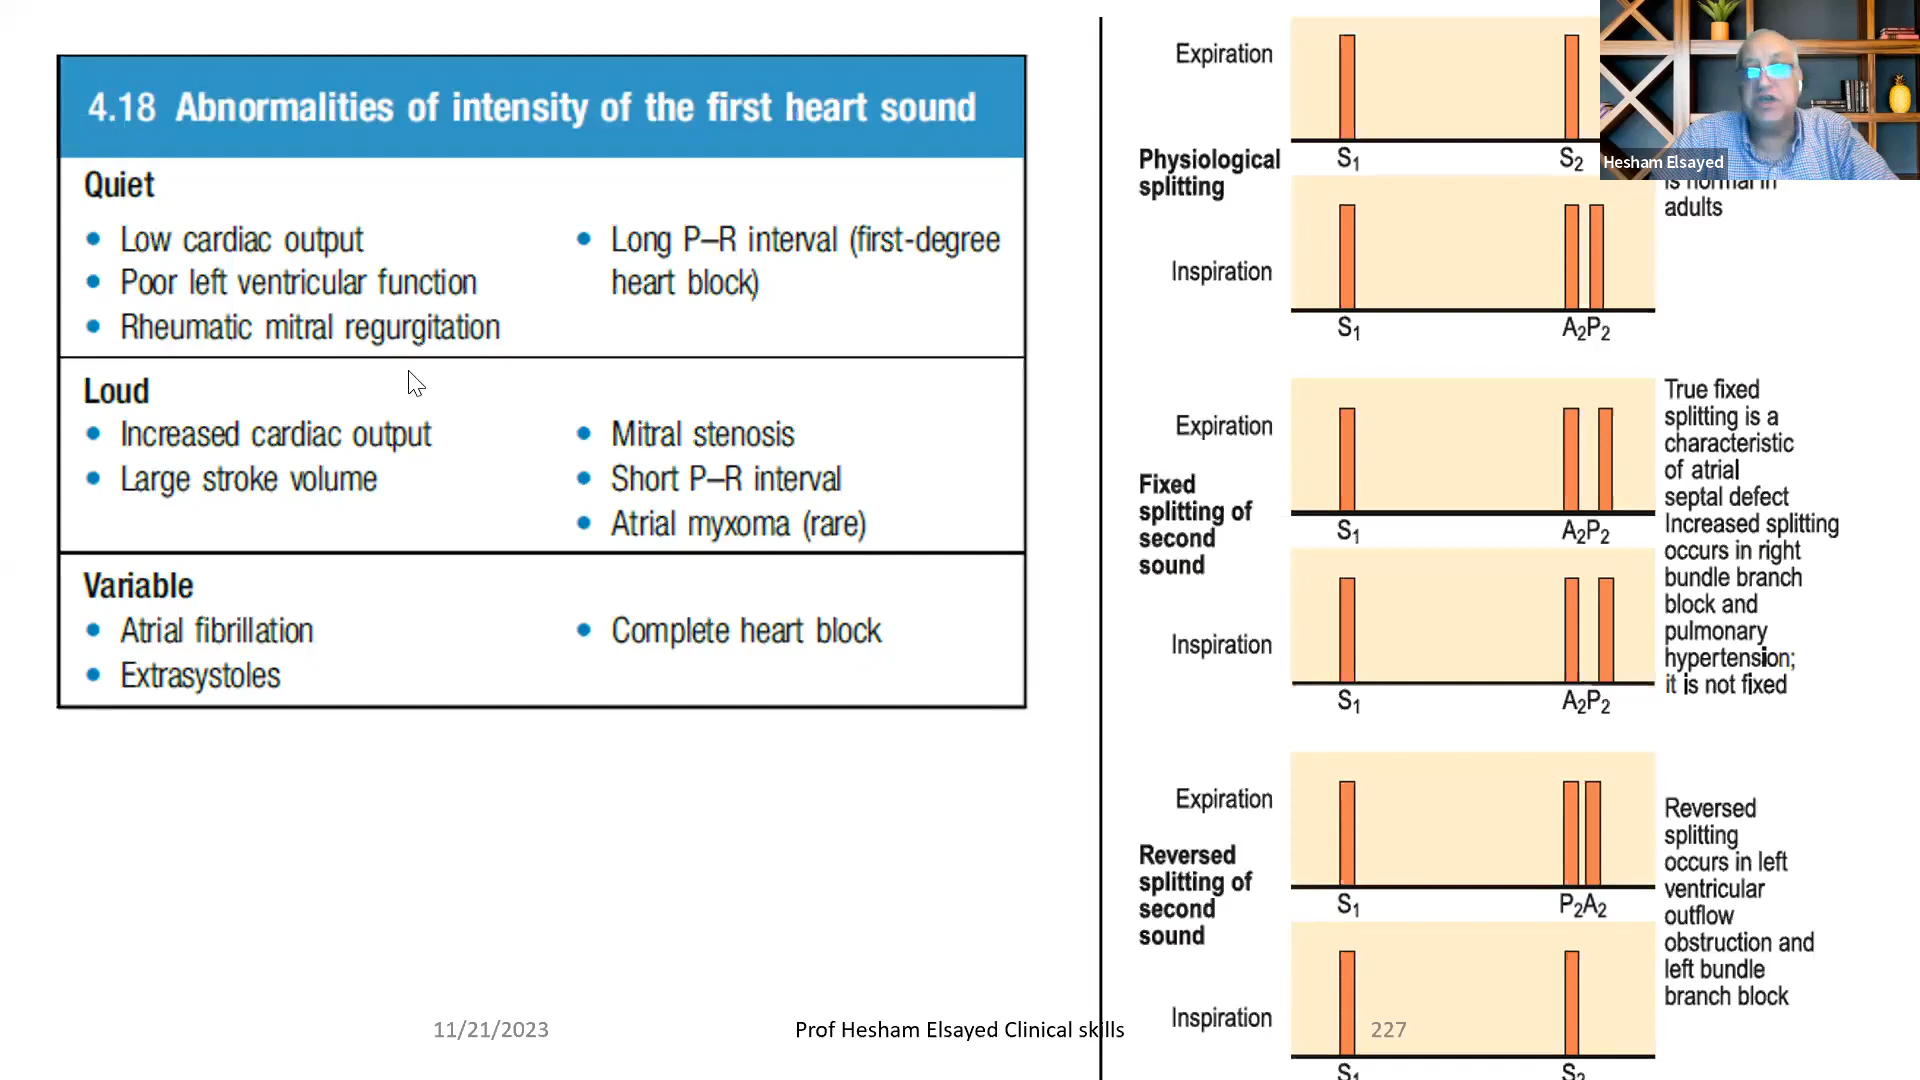 4.18 Abnormalities of intensity of the first heart sound
Quiet
• Low cardiac output
• Poor left ventricular function
• Rheumatic mitral regurgitation
• Long P–R interval (first-degree
heart block)
Loud
• Increased cardiac output
• Large stroke volume
• Mitral stenosis
• Short P–R interval
• Atrial myxoma (rare)
Variable
• Atrial fibrillation
• Extrasystoles
• Complete heart block
Physiological
splitting
Expiration
S1
S2
Inspiration
S1
A2P2
is normal in
adults
Fixed
splitting of
second
sound
Expiration
S1
A2P2
Inspiration
S1
A2P2
True fixed
splitting is a
characteristic
of atrial
septal defect
Increased splitting
occurs in right
bundle branch
block and
pulmonary
hypertension;
it is not fixed
Reversed
splitting of
second
sound
Expiration
S1
P2A2
Inspiration
S1
S2
Reversed
splitting
occurs in left
ventricular
outflow
obstruction and
left bundle
branch block
Hesham Elsayed
11/21/2023
Prof Hesham Elsayed Clinical skills
227